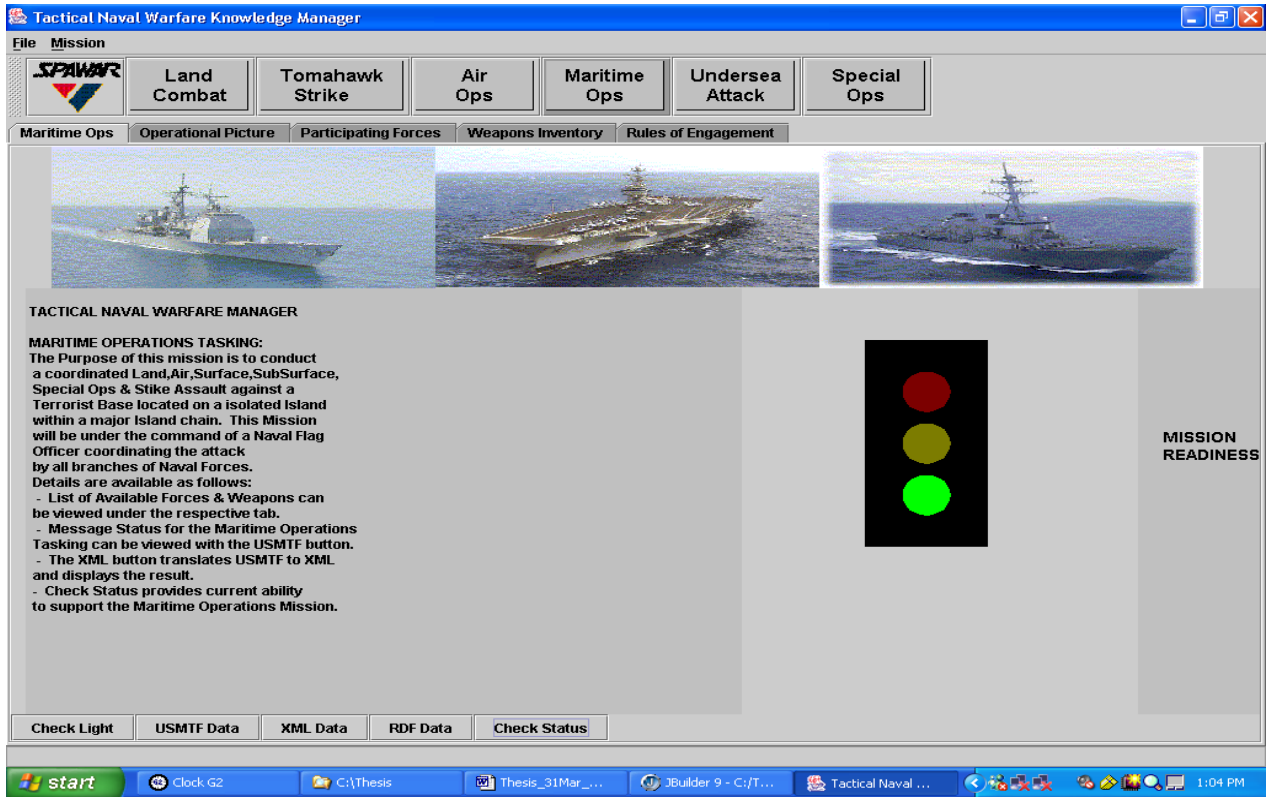 Tactical Naval Warfare Knowledge Manager
File Mission
SPAWAR
Land Combat
Tomahawk Strike
Air Ops
Maritime Ops
Undersea Attack
Special Ops
Maritime Ops Operational Picture Participating Forces Weapons Inventory Rules of Engagement
TACTICAL NAVAL WARFARE MANAGER
MARITIME OPERATIONS TASKING:
The Purpose of this mission is to conduct
a coordinated Land,Air,Surface,SubSurface,
Special Ops & Stike Assault against a
Terrorist Base located on a isolated Island
within a major Island chain. This Mission
will be under the command of a Naval Flag
Officer coordinating the attack
by all branches of Naval Forces.
Details are available as follows:
- List of Available Forces & Weapons can
be viewed under the respective tab.
- Message Status for the Maritime Operations
Tasking can be viewed with the USMTF button.
- The XML button translates USMTF to XML
and displays the result.
- Check Status provides current ability
to support the Maritime Operations Mission.
MISSION
READINESS
Check Light USMTF Data XML Data RDF Data Check Status
start Clock G2 C:\Thesis Thesis_31Mar_... JBuilder 9 - C:/T... Tactical Naval ... 1:04 PM